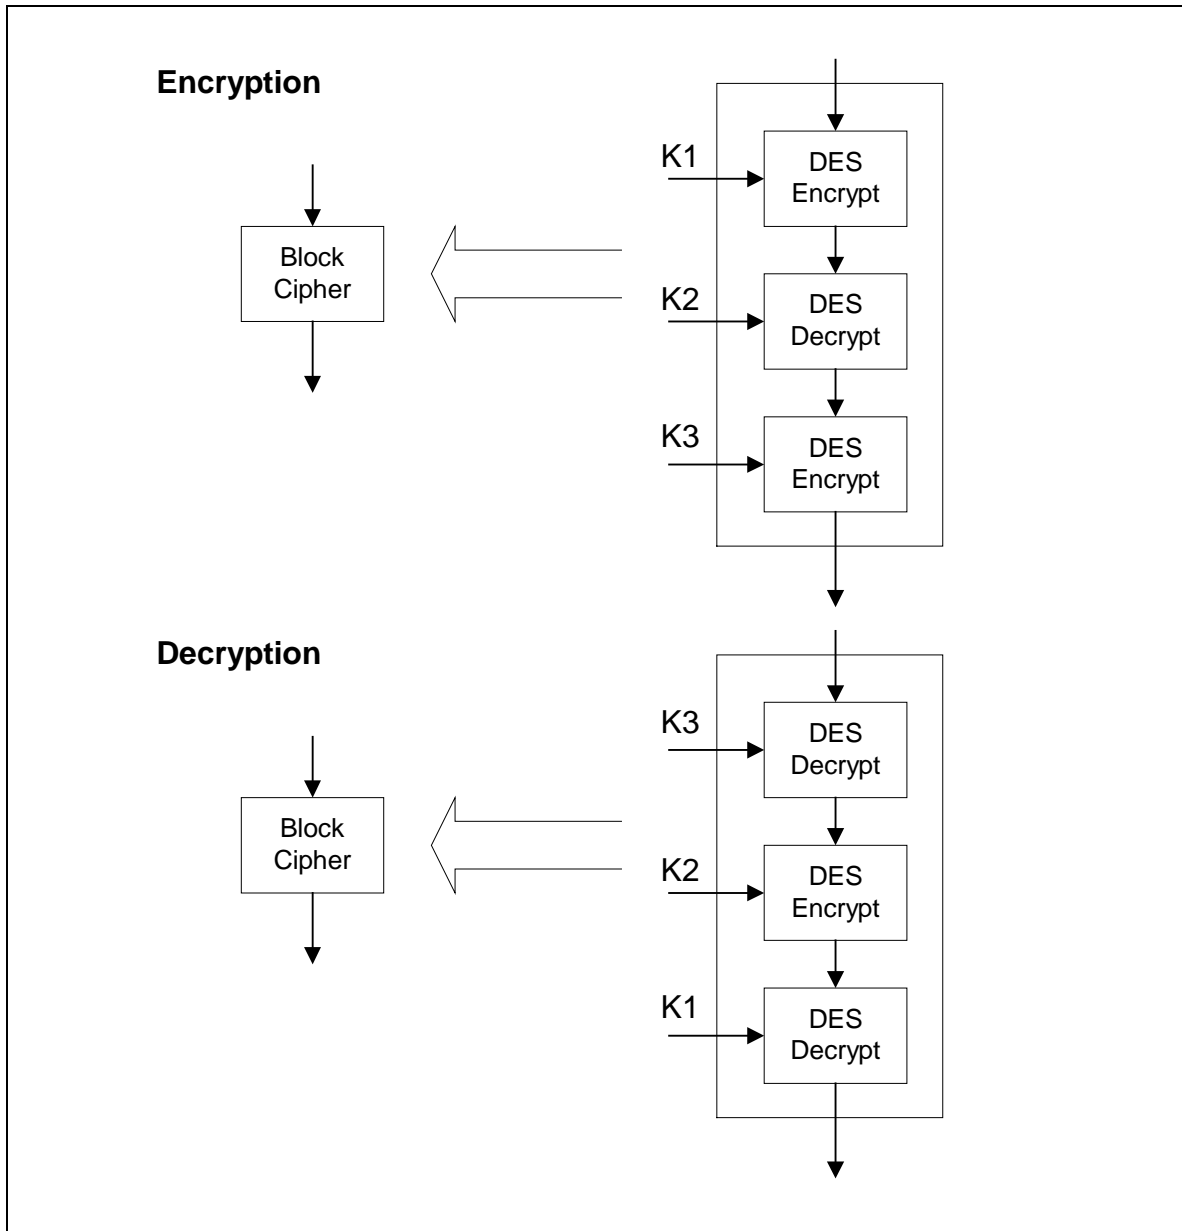 Encryption
K1
DES
Encrypt
Block
Cipher
K2
DES
Decrypt
K3
DES
Encrypt
Decryption
K3
DES
Decrypt
Block
Cipher
K2
DES
Encrypt
K1
DES
Decrypt